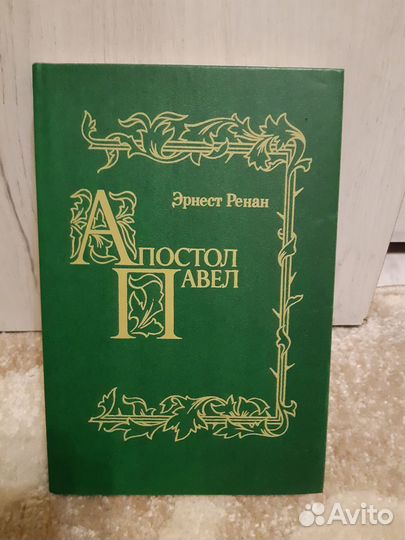 Эрнест Ренан
Апостол
Павел
Avito